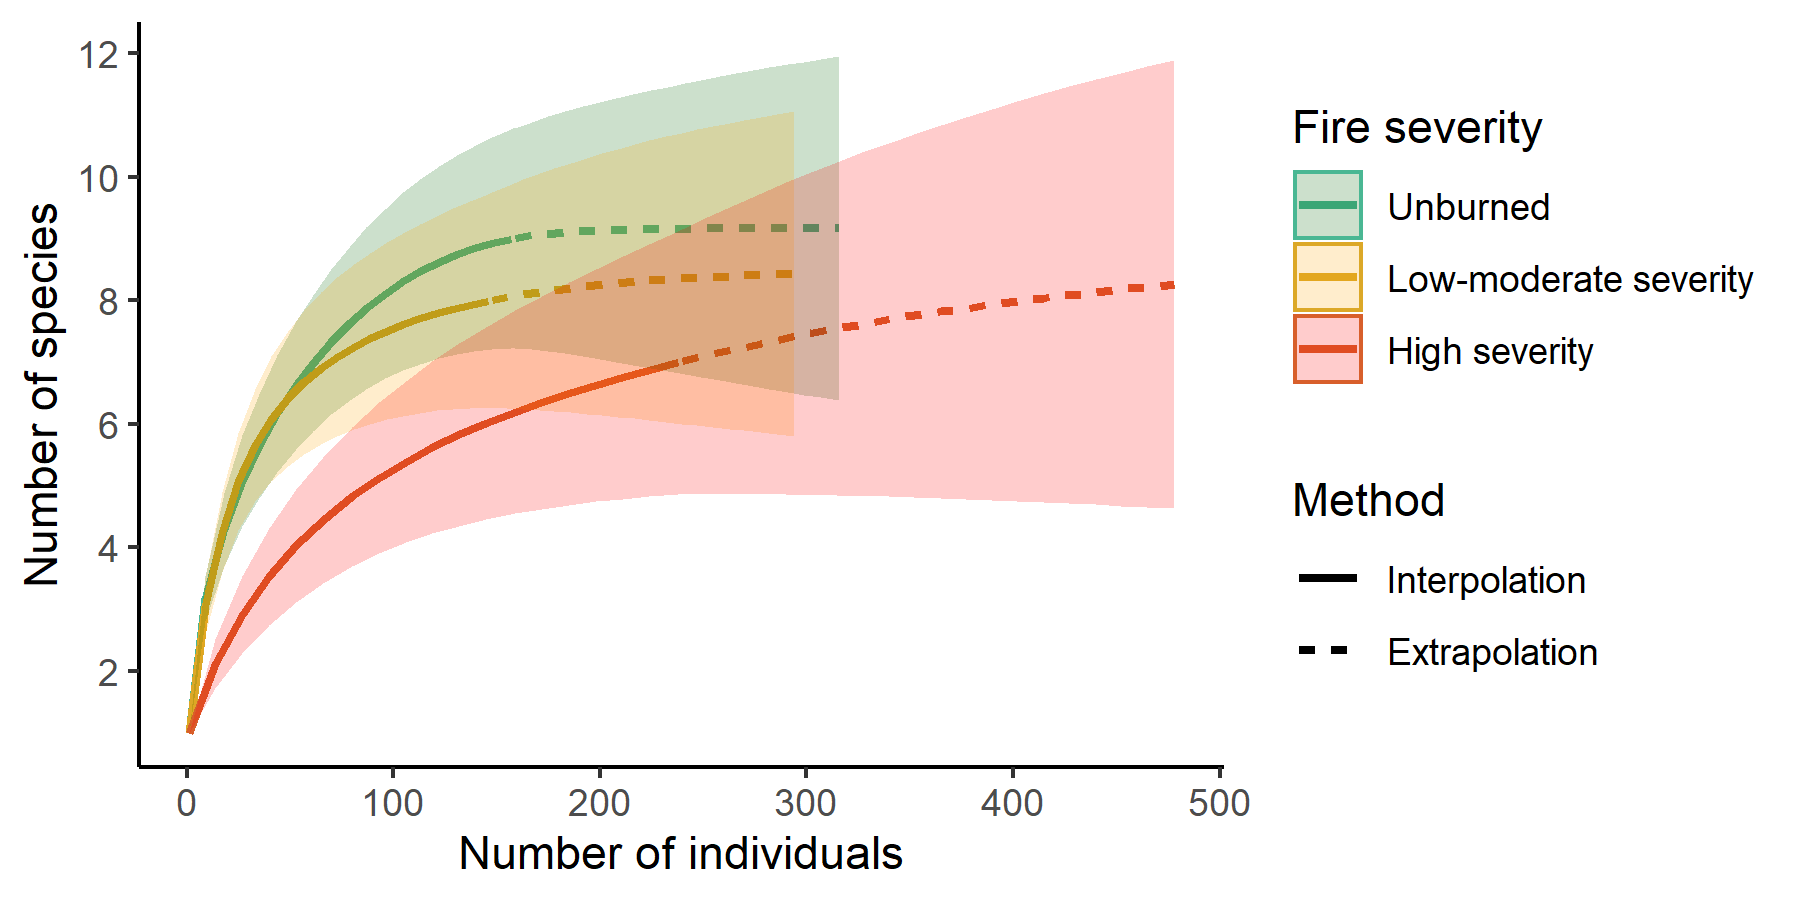 12
10
8
6
4
2
Number of species
0 100 200 300 400 500
Number of individuals
Fire severity
Unburned
Low-moderate severity
High severity
Method
Interpolation
Extrapolation